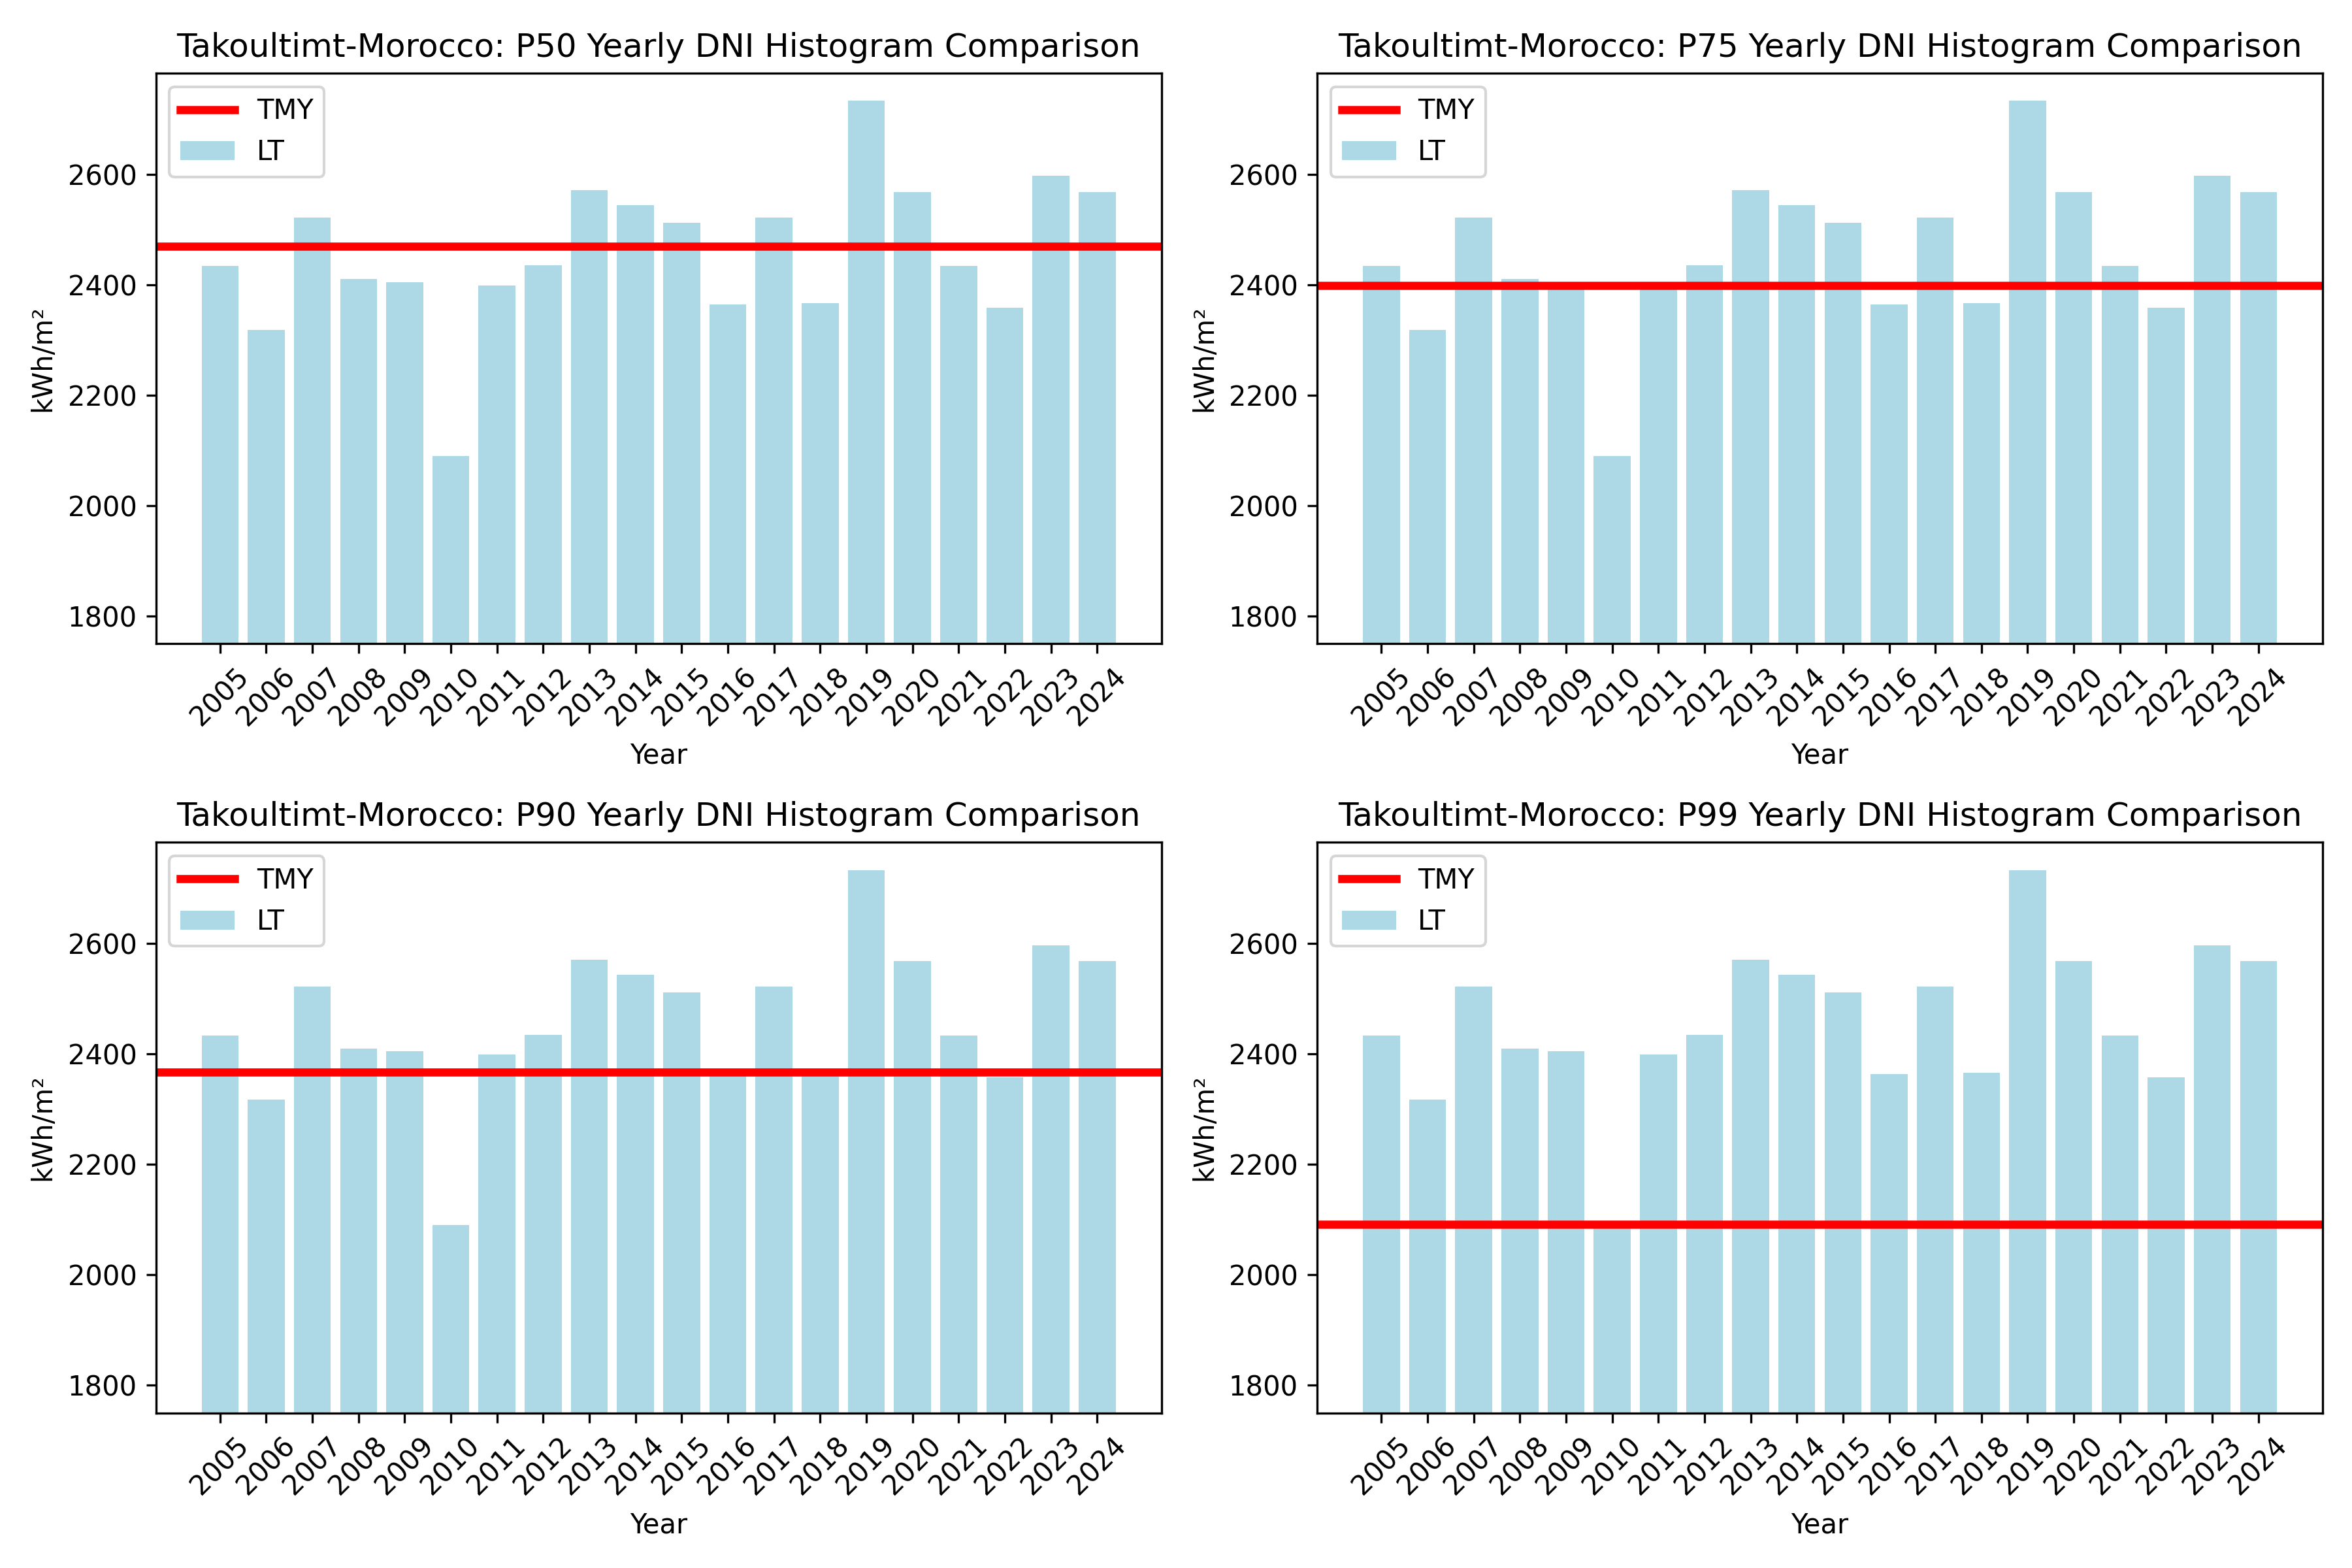 Takoultimt-Morocco: P50 Yearly DNI Histogram Comparison
TMY
LT
kWh/m²
2600
2400
2200
2000
1800
2005 2006 2007 2008 2009 2010 2011 2012 2013 2014 2015 2016 2017 2018 2019 2020 2021 2022 2023 2024
Year
Takoultimt-Morocco: P75 Yearly DNI Histogram Comparison
TMY
LT
kWh/m²
2600
2400
2200
2000
1800
2005 2006 2007 2008 2009 2010 2011 2012 2013 2014 2015 2016 2017 2018 2019 2020 2021 2022 2023 2024
Year
Takoultimt-Morocco: P90 Yearly DNI Histogram Comparison
TMY
LT
kWh/m²
2600
2400
2200
2000
1800
2005 2006 2007 2008 2009 2010 2011 2012 2013 2014 2015 2016 2017 2018 2019 2020 2021 2022 2023 2024
Year
Takoultimt-Morocco: P99 Yearly DNI Histogram Comparison
TMY
LT
kWh/m²
2600
2400
2200
2000
1800
2005 2006 2007 2008 2009 2010 2011 2012 2013 2014 2015 2016 2017 2018 2019 2020 2021 2022 2023 2024
Year